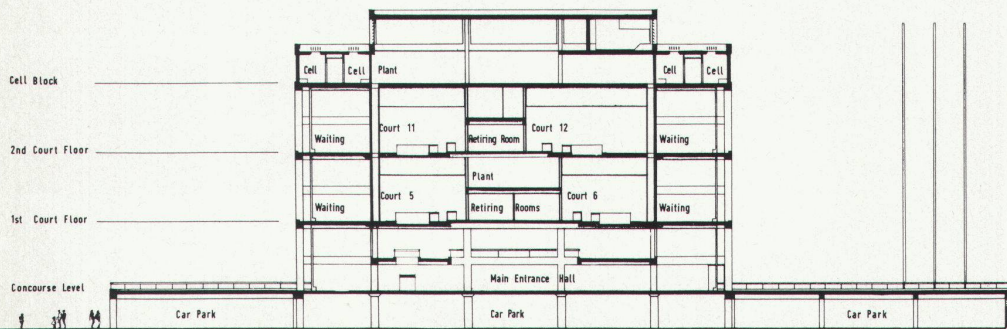 Cell Block
Cell
Cell
Plant
Cell
Cell
2nd Court Floor
Waiting
Court 11
Retiring Room
Court 12
Waiting
1st Court Floor
Waiting
Court 5
Plant
Retiring Rooms
Court 6
Waiting
Concourse Level
Main Entrance Hall
Car Park
Car Park
Car Park